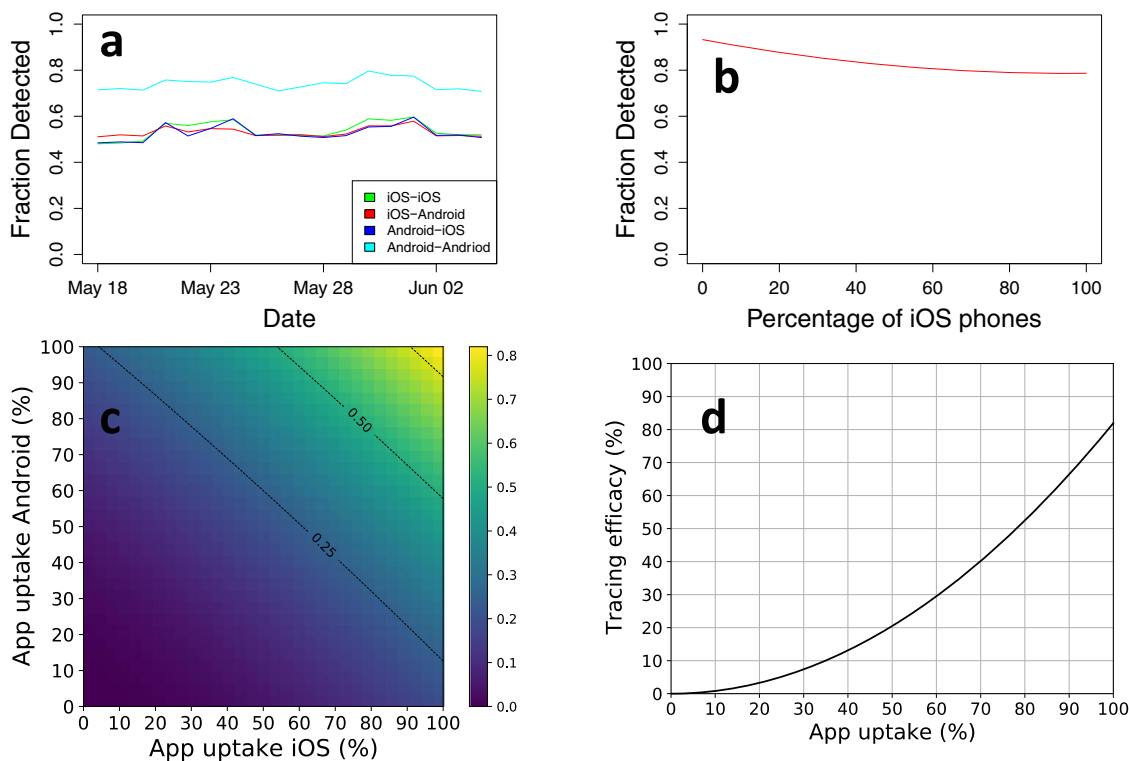 a
Fraction Detected
1.0
0.8
0.6
0.4
0.2
0.0
iOS−iOS
iOS−Android
Android−iOS
Android−Andriod
May 18 May 23 May 28 Jun 02
Date
b
Fraction Detected
1.0
0.8
0.6
0.4
0.2
0.0
0 20 40 60 80 100
Percentage of iOS phones
c
App uptake Android (%)
100
90
80
70
60
50
40
30
20
10
0
0.50
0.25
0 10 20 30 40 50 60 70 80 90 100
App uptake iOS (%)
0.8
0.7
0.6
0.5
0.4
0.3
0.2
0.1
0.0
d
Tracing efficacy (%)
100
90
80
70
60
50
40
30
20
10
0
0 10 20 30 40 50 60 70 80 90 100
App uptake (%)